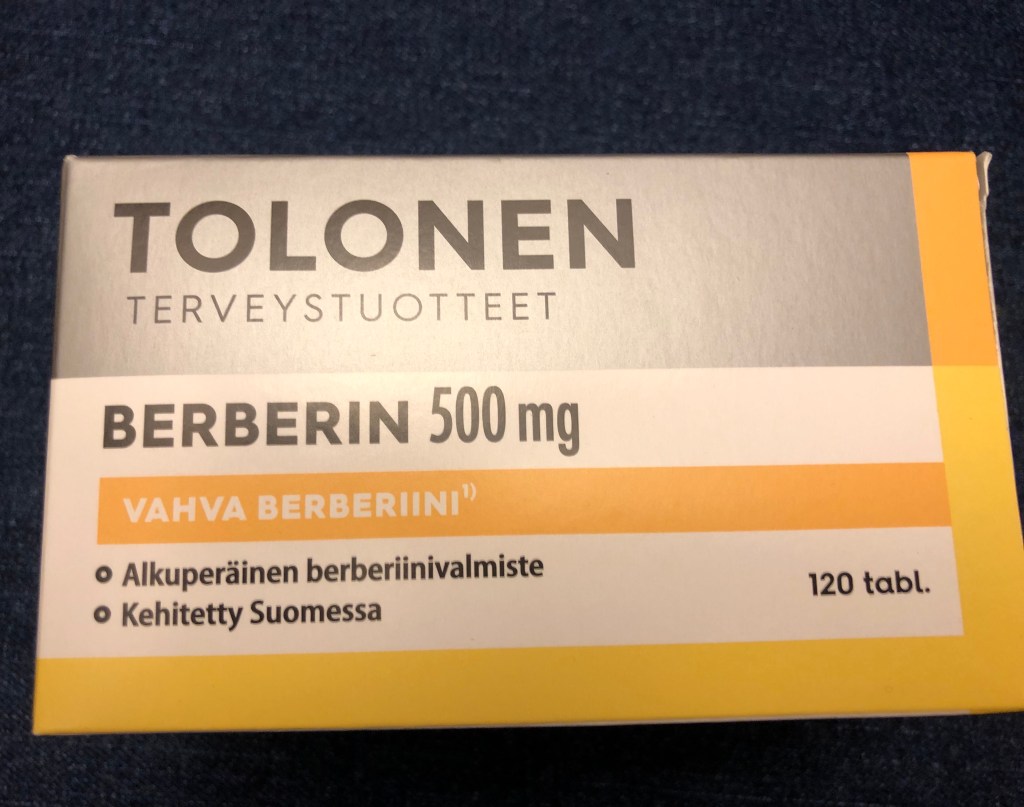 TOLONEN
TERVEYSTUOTTEET
BERBERIN 500 mg
VAHVA BERBERIINI¹⁾
Alkuperäinen berberiinivalmiste
Kehitetty Suomessa
120 tabl.